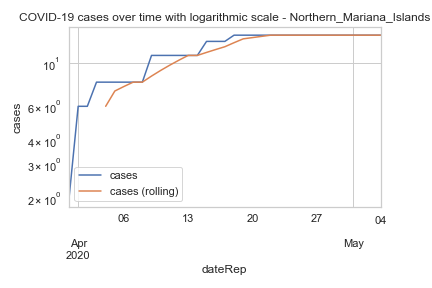 COVID-19 cases over time with logarithmic scale - Northern_Mariana_Islands
10¹
6 × 10⁰
4 × 10⁰
3 × 10⁰
2 × 10⁰
cases
cases
cases (rolling)
06
13
20
27
04
Apr
2020
May
dateRep